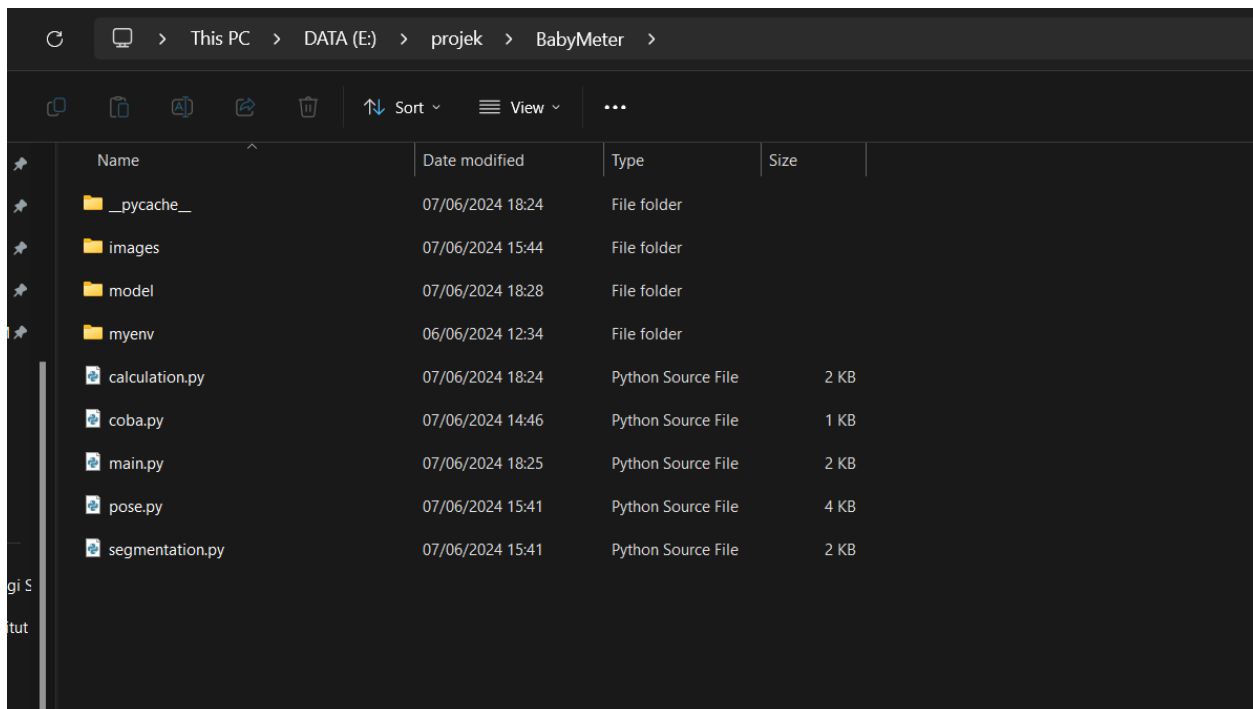 This PC > DATA (E:) > projek > BabyMeter >
Sort View ...
Name Date modified Type Size
__pycache__ 07/06/2024 18:24 File folder
images 07/06/2024 15:44 File folder
model 07/06/2024 18:28 File folder
myenv 06/06/2024 12:34 File folder
calculation.py 07/06/2024 18:24 Python Source File 2 KB
coba.py 07/06/2024 14:46 Python Source File 1 KB
main.py 07/06/2024 18:25 Python Source File 2 KB
pose.py 07/06/2024 15:41 Python Source File 4 KB
segmentation.py 07/06/2024 15:41 Python Source File 2 KB
gi S
itut